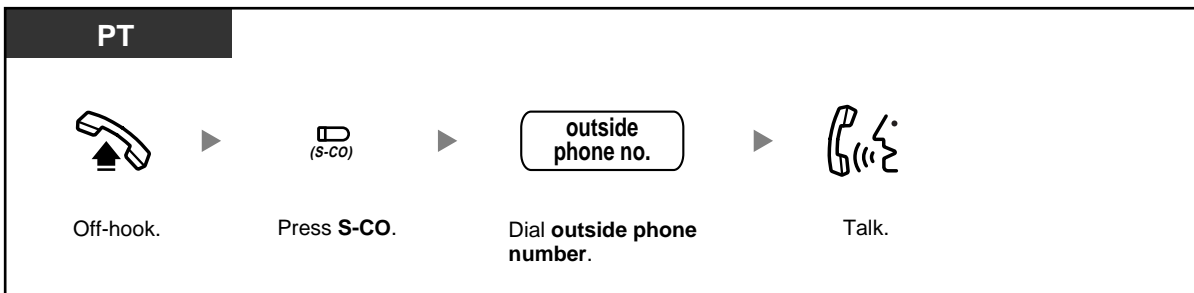 PT
(S-CO)
outside
phone no.
Off-hook.
Press S-CO.
Dial outside phone
number.
Talk.